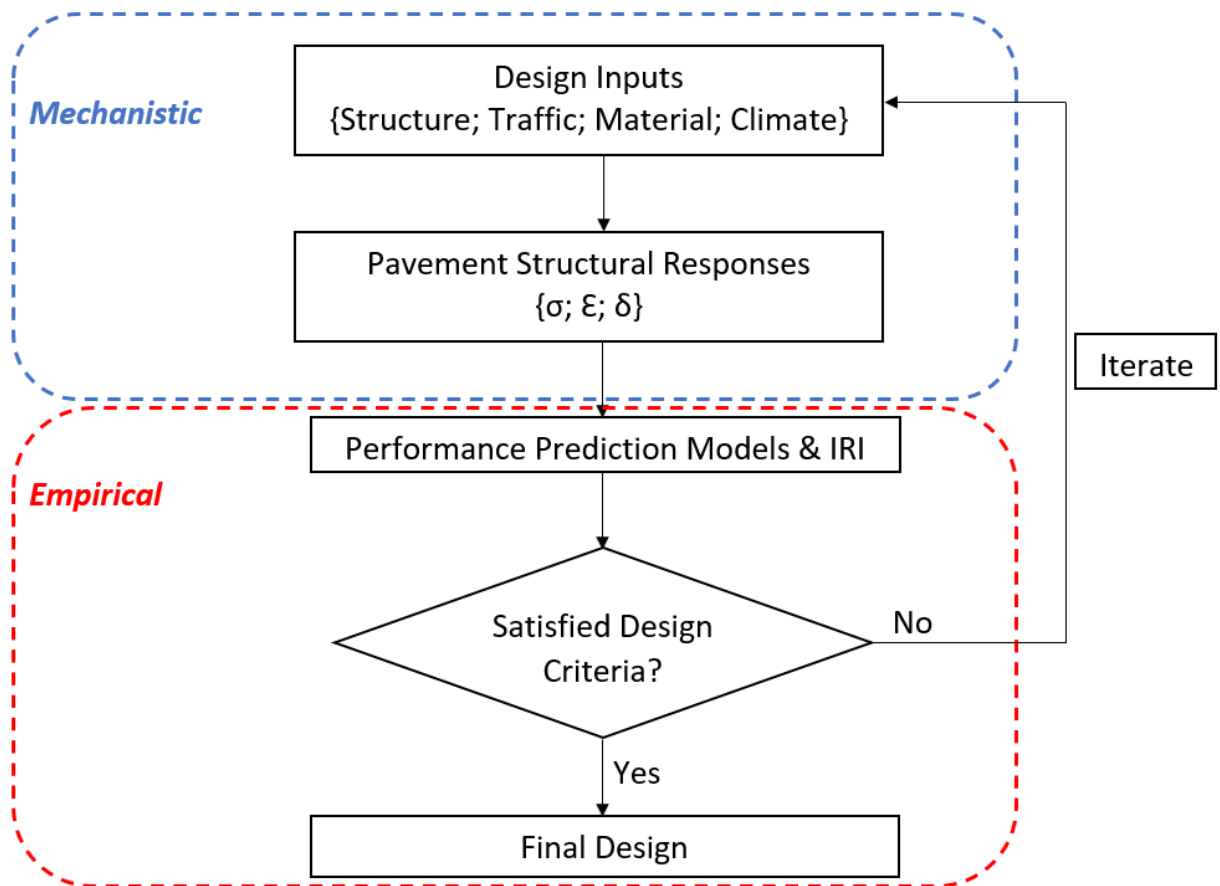 Mechanistic
Design Inputs
{Structure; Traffic; Material; Climate}
Pavement Structural Responses
{σ; Ɛ; δ}
Iterate
Performance Prediction Models & IRI
Empirical
Satisfied Design
Criteria?
No
Yes
Final Design